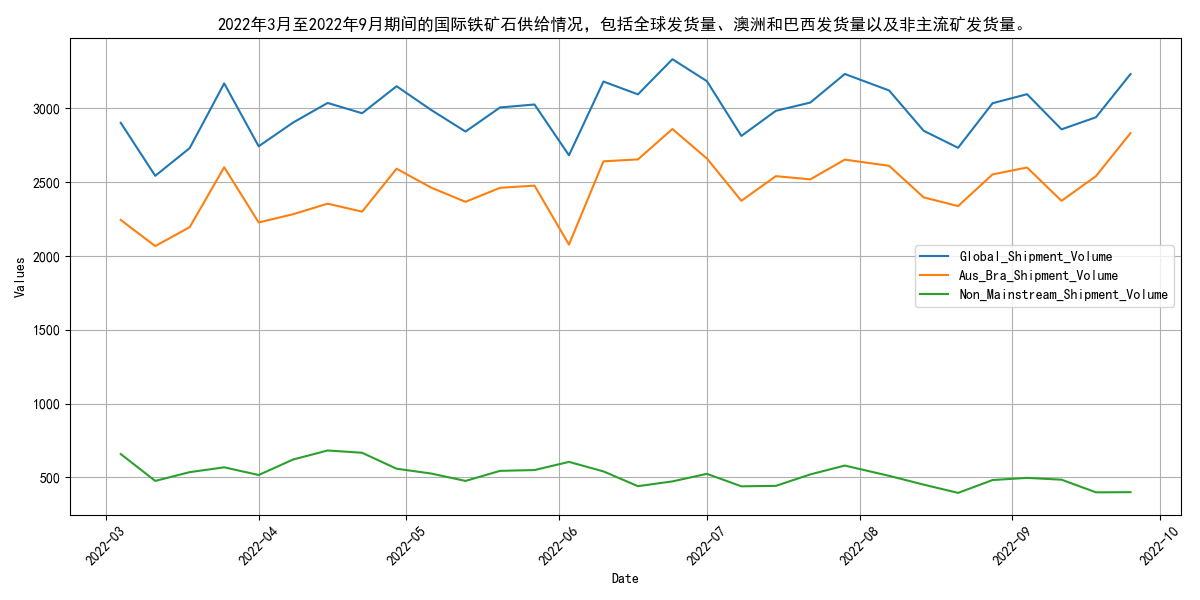 2022年3月至2022年9月期间的国际铁矿石供给情况，包括全球发货量、澳洲和巴西发货量以及非主流矿发货量。
3000
2500
2000
1500
1000
500
Values
Global_Shipment_Volume
Aus_Bra_Shipment_Volume
Non_Mainstream_Shipment_Volume
2022-03
2022-04
2022-05
2022-06
2022-07
2022-08
2022-09
2022-10
Date